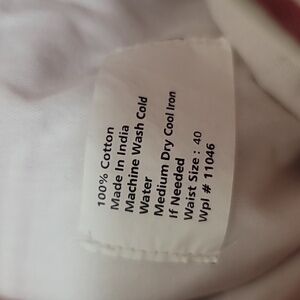 100% Cotton
Made In India
Machine Wash Cold
Water
Medium Dry Cool Iron
If Needed
Waist Size : 40
Wpl # 11046